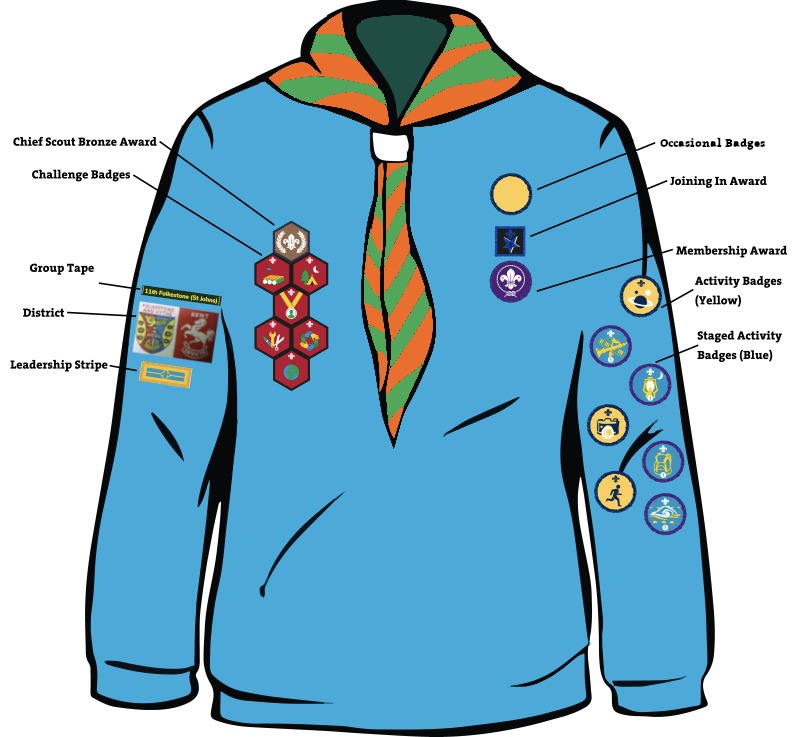 Chief Scout Bronze Award
Challenge Badges
Group Tape
11th Folkestone (St Johns)
District
KENT
Leadership Stripe
Occasional Badges
Joining In Award
Membership Award
Activity Badges
(Yellow)
Staged Activity
Badges (Blue)